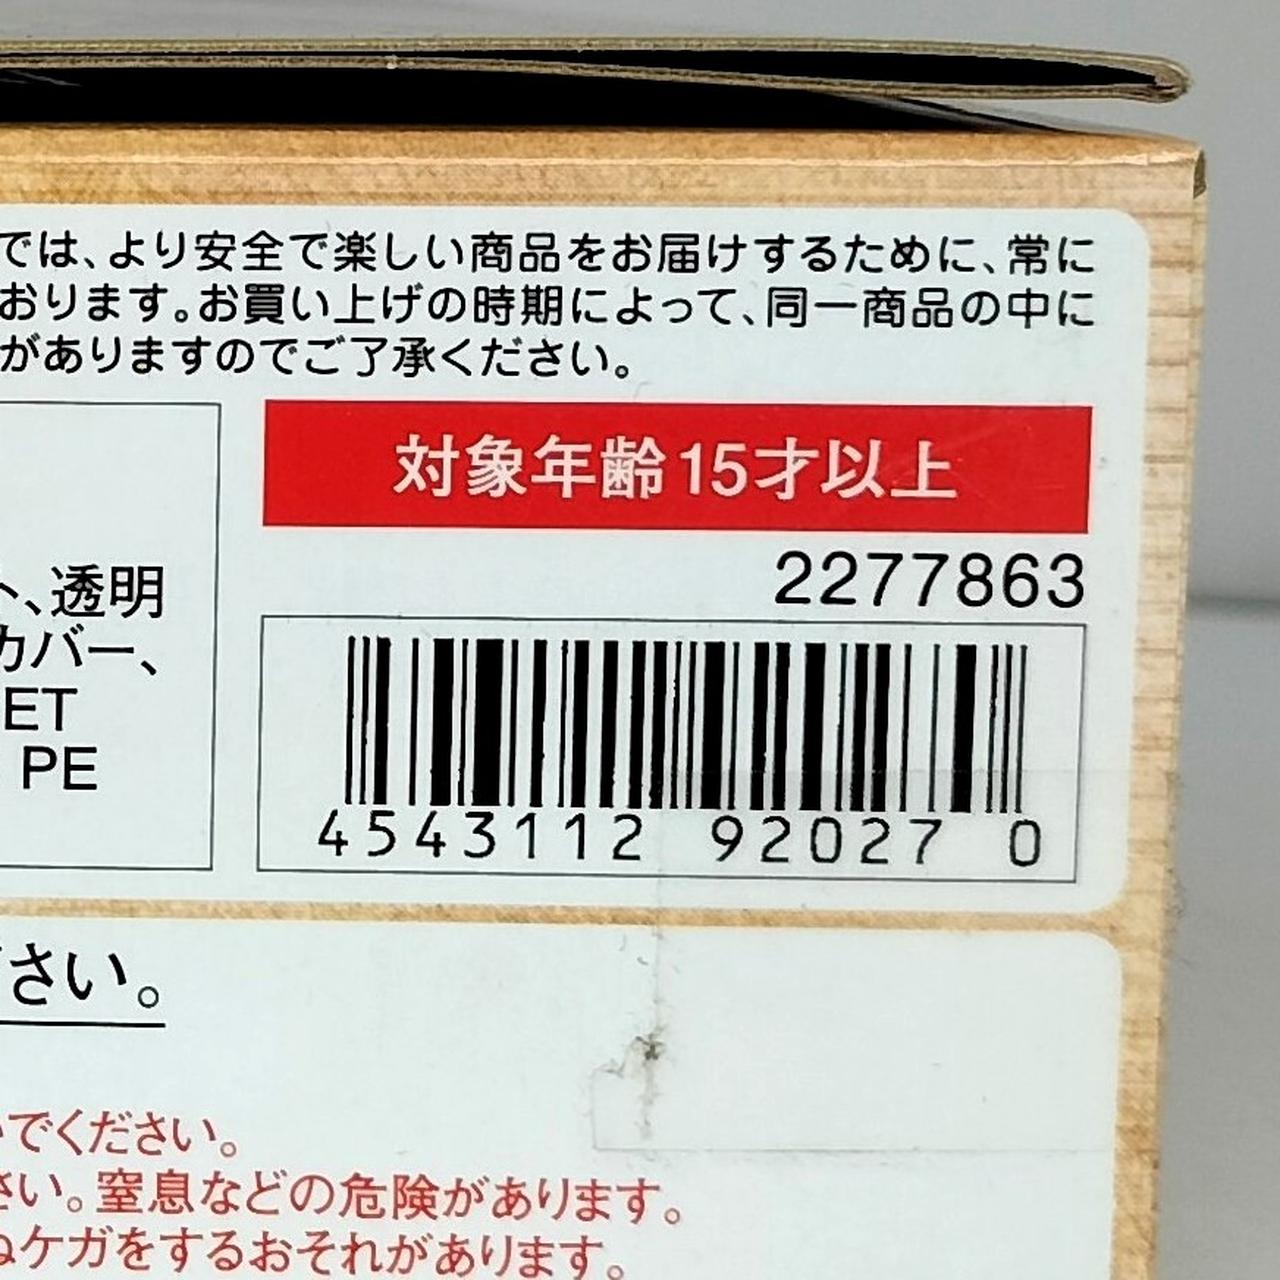 では、より安全で楽しい商品をお届けするために、常に
おります。お買い上げの時期によって、同一商品の中に
がありますのでご了承ください。
対象年齢15才以上
2277863
ト、透明
カバー、
ET
PE
4543112 92027 0
ださい。
いでください。
さい。窒息などの危険があります。
ぬケガをするおそれがあります。